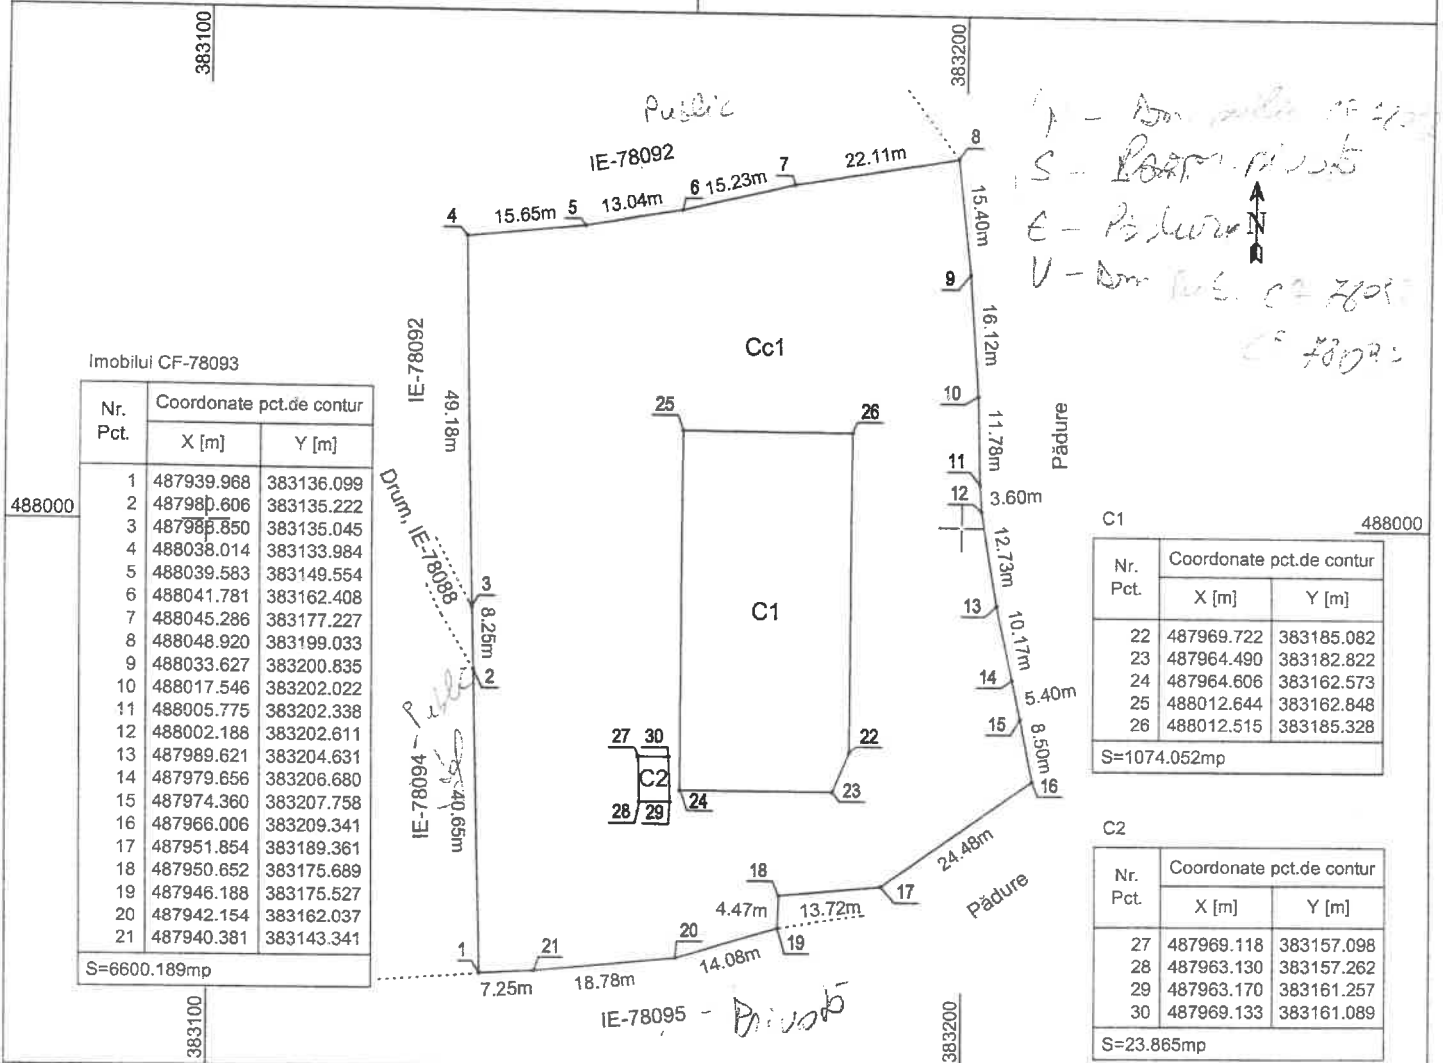 383100
383200
Public
IE-78092
8
7
22.11m
6
15.23m
5
13.04m
4
15.65m
15.40m
S -
E - Pădure
N
V - Dom
9
16.12m
IE-78092
49.18m
Cc1
10
11.78m
Pădure
25
26
11
12
3.60m
12.73m
Imobilui CF-78093
Nr. Pct.
Coordonate pct.de contur
X [m] Y [m]
1 487939.968 383136.099
2 487980.606 383135.222
3 487988.850 383135.045
4 488038.014 383133.984
5 488039.583 383149.554
6 488041.781 383162.408
7 488045.286 383177.227
8 488048.920 383199.033
9 488033.627 383200.835
10 488017.546 383202.022
11 488005.775 383202.338
12 488002.188 383202.611
13 487989.621 383204.631
14 487979.656 383206.680
15 487974.360 383207.758
16 487966.006 383209.341
17 487951.854 383189.361
18 487950.652 383175.689
19 487946.188 383175.527
20 487942.154 383162.037
21 487940.381 383143.341
S=6600.189mp
488000
488000
Drum, IE-78088
3
8.25m
2
C1
13
10.17m
14
5.40m
15
8.50m
16
IE-78094 -
40.65m
27
30
C2
28
29
24
22
23
24.48m
17
18
4.47m
13.72m
19
Pădure
20
14.08m
21
18.78m
1
7.25m
IE-78095 - Privată
C1
Nr. Pct.
Coordonate pct.de contur
X [m] Y [m]
22 487969.722 383185.082
23 487964.490 383182.822
24 487964.606 383162.573
25 488012.644 383162.848
26 488012.515 383185.328
S=1074.052mp
C2
Nr. Pct.
Coordonate pct.de contur
X [m] Y [m]
27 487969.118 383157.098
28 487963.130 383157.262
29 487963.170 383161.257
30 487969.133 383161.089
S=23.865mp
383100
383200